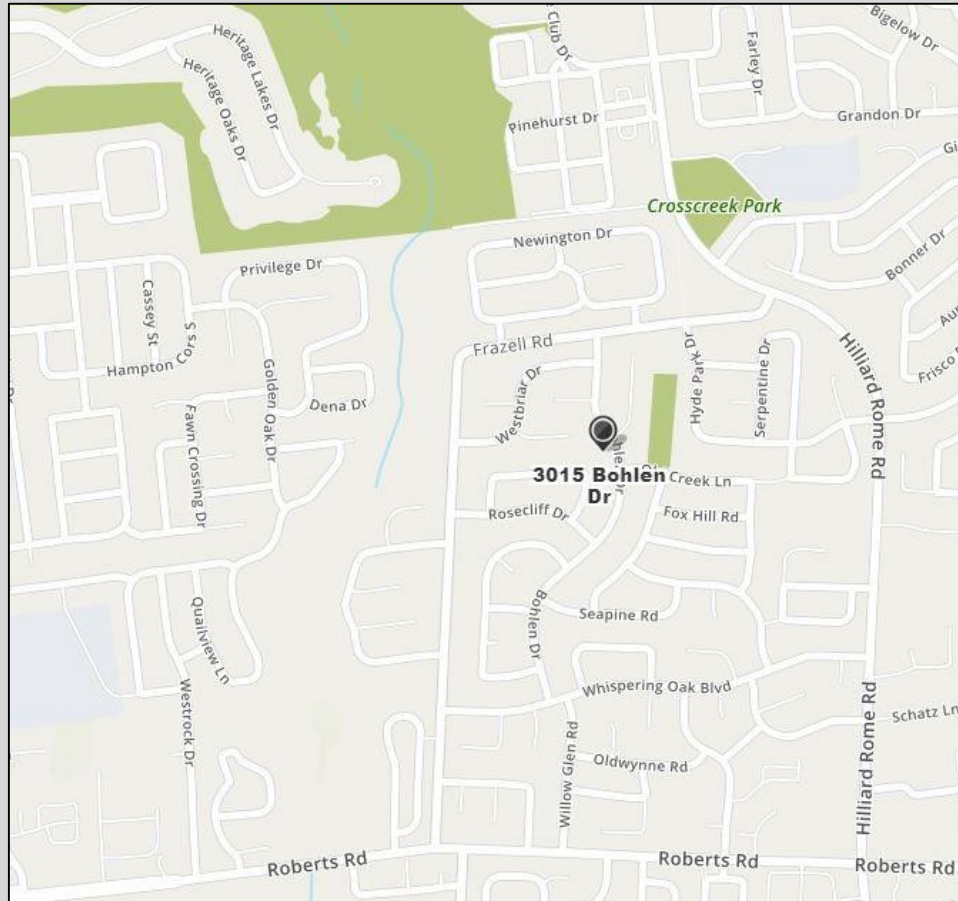 Club Dr
Farley Dr
Bigelow Dr
Heritage Lakes Dr
Heritage Oaks Dr
Pinehurst Dr
Grandon Dr
Crosscreek Park
Newington Dr
Bonner Dr
Privilege Dr
Cassey St
Hampton Cors S
Frazell Rd
Hyde Park Dr
Serpentine Dr
Hilliard Rome Rd
Frisco
Golden Oak Dr
Westbriar Dr
Dena Dr
Fawn Crossing Dr
3015 Bohlen
Dr
Creek Ln
Rosecliff Dr
Fox Hill Rd
Quailview Ln
Bohlen Dr
Seapine Rd
Westrock Dr
Whispering Oak Blvd
Schatz Ln
Willow Glen Rd
Oldwynne Rd
Hilliard Rome Rd
Roberts Rd
Roberts Rd
Roberts Rd